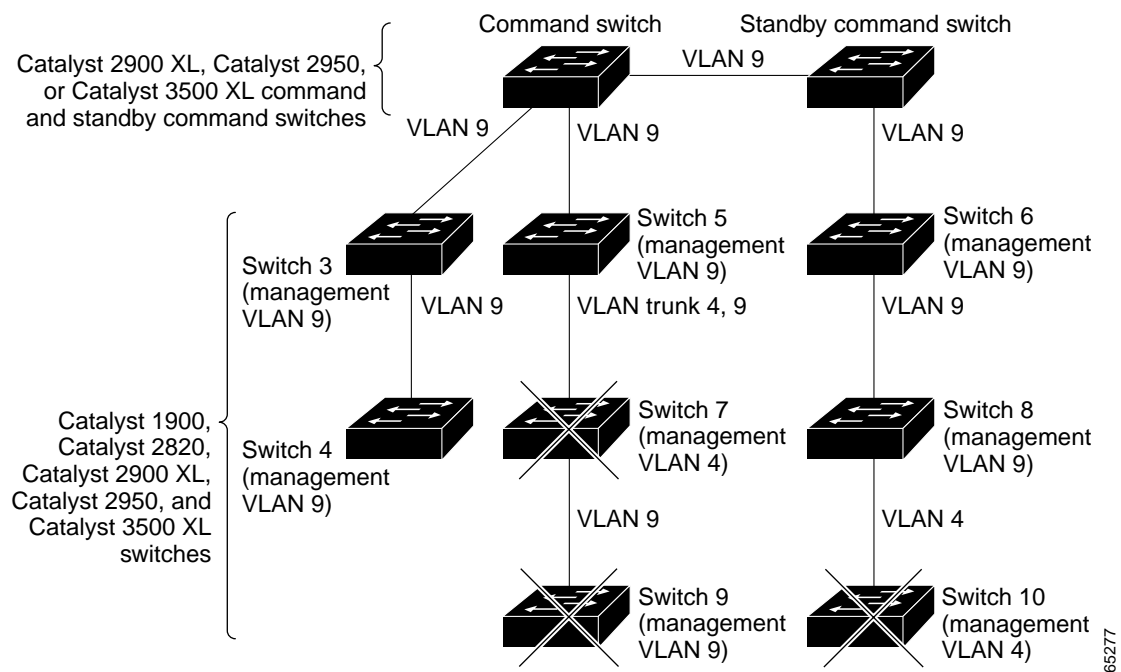 Command switch
Standby command switch
Catalyst 2900 XL, Catalyst 2950,
or Catalyst 3500 XL command
and standby command switches
VLAN 9
VLAN 9
VLAN 9
VLAN 9
Switch 3
(management
VLAN 9)
Switch 5
(management
VLAN 9)
Switch 6
(management
VLAN 9)
VLAN 9
VLAN trunk 4, 9
VLAN 9
Catalyst 1900,
Catalyst 2820,
Catalyst 2900 XL,
Catalyst 2950, and
Catalyst 3500 XL
switches
Switch 4
(management
VLAN 9)
Switch 7
(management
VLAN 4)
Switch 8
(management
VLAN 9)
VLAN 9
VLAN 4
Switch 9
(management
VLAN 9)
Switch 10
(management
VLAN 4)
65277